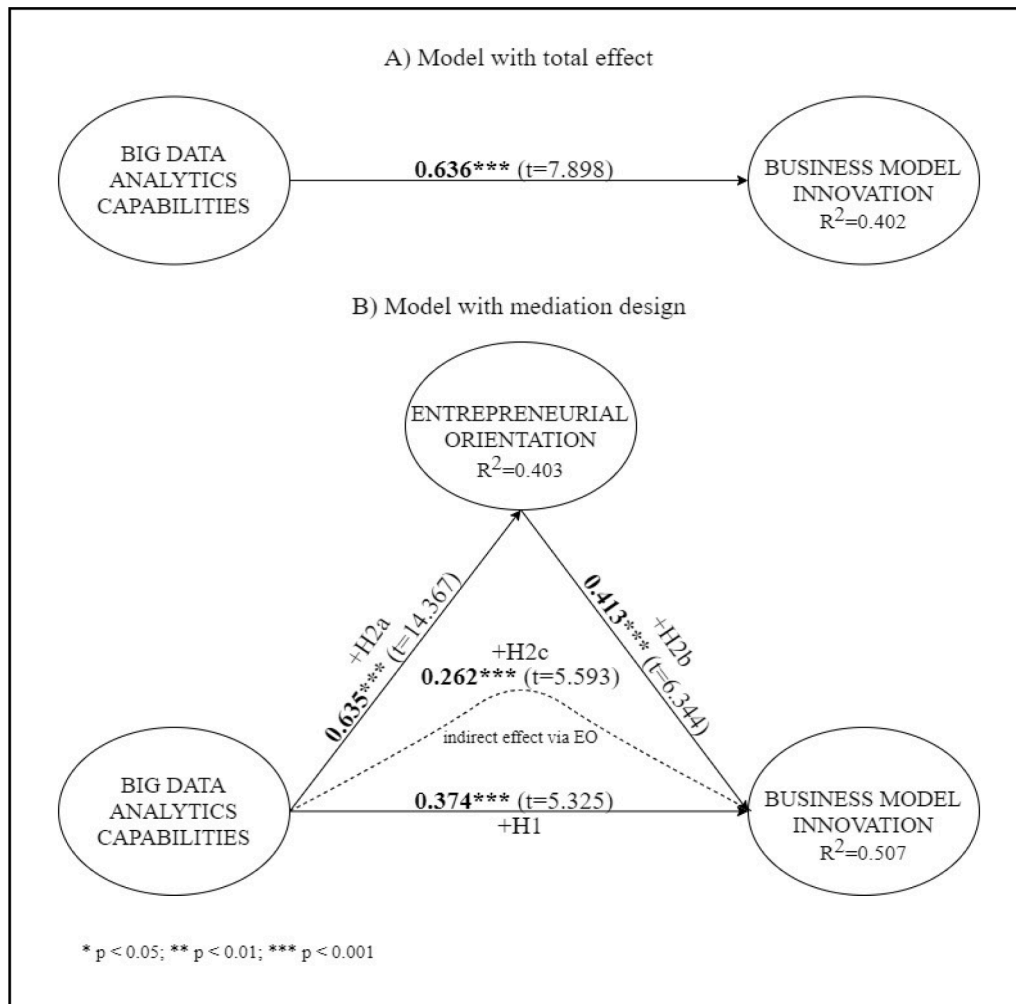 A) Model with total effect
BIG DATA
ANALYTICS
CAPABILITIES
0.636*** (t=7.898)
BUSINESS MODEL
INNOVATION
R²=0.402
B) Model with mediation design
ENTREPRENEURIAL
ORIENTATION
R²=0.403
+H2a
0.635*** (t=14.367)
+H2b
0.413*** (t=6.344)
+H2c
0.262*** (t=5.593)
indirect effect via EO
BIG DATA
ANALYTICS
CAPABILITIES
0.374*** (t=5.325)
+H1
BUSINESS MODEL
INNOVATION
R²=0.507
* p < 0.05; ** p < 0.01; *** p < 0.001